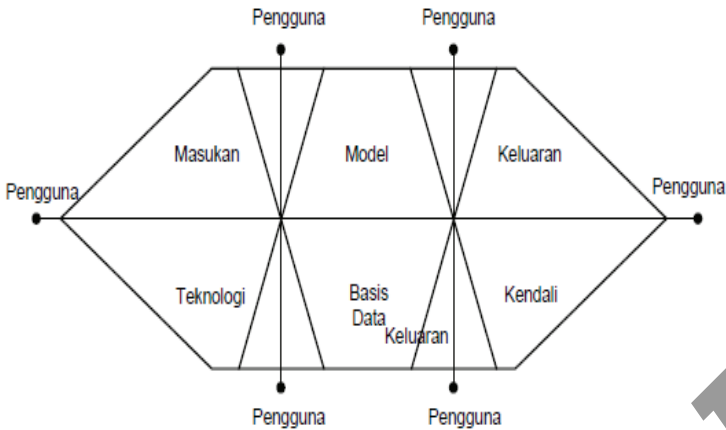 Pengguna Pengguna
Masukan Model Keluaran
Pengguna Pengguna
Teknologi Basis Data Kendali
Keluaran
Pengguna Pengguna